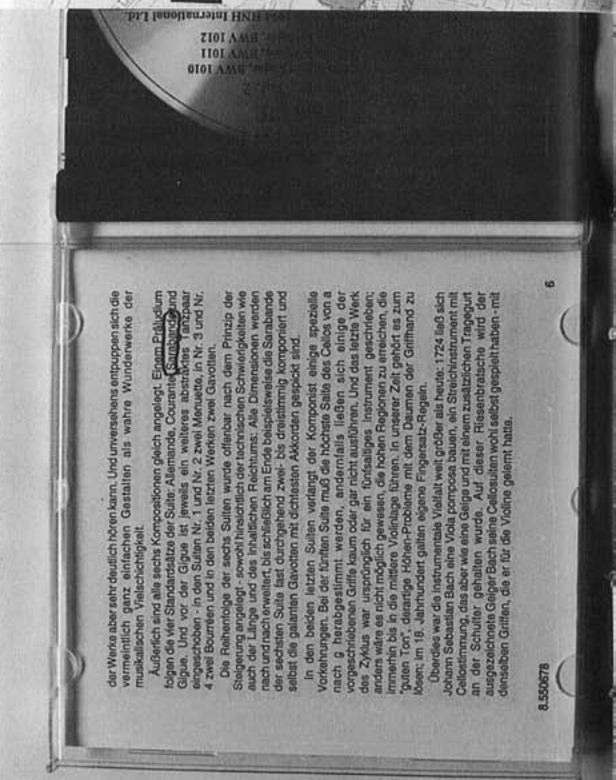 der Werke aber sehr deutlich hören kann. Und unversehens entpuppen sich die
vermeintlich ganz einfachen Gestalten als wahre Wunderwerke der
musikalischen Vielschichtigkeit.
Äußerlich sind alle sechs Kompositionen gleich angelegt. Einem Präludium
folgen die vier Standardsätze der Suite: Allemande, Courante, Sarabande und
Gigue. Und vor der Gigue ist jeweils ein weiteres abstraktes Tanzpaar
eingeschoben - in den Suiten Nr. 1 und Nr. 2 zwei Menuette, in Nr. 3 und Nr.
4 zwei Bourréen und in den beiden letzten Werken zwei Gavotten.
Die Reihenfolge der sechs Suiten wurde offenbar nach dem Prinzip der
Steigerung angelegt - sowohl hinsichtlich der technischen Schwierigkeiten wie
auch der Länge und des inhaltlichen Reichtums: Alle Dimensionen werden
nach und nach erweitert, bis schließlich am Ende beispielsweise die Sarabande
der sechsten Suite fast durchgehend zwei- bis dreistimmig komponiert und
selbst die galanten Gavotten mit dichtesten Akkorden gespickt sind.
In den beiden letzten Suiten verlangt der Komponist einige spezielle
Vorkehrungen. Bei der fünften Suite muß die höchste Saite des Cellos von a
nach g herabgestimmt werden, andernfalls ließen sich einige der
vorgeschriebenen Griffe kaum oder gar nicht ausführen. Und das letzte Werk
des Zyklus war ursprünglich für ein fünfsaitiges Instrument geschrieben;
anders wäre es nicht möglich gewesen, die hohen Regionen zu erreichen, die
immerhin bis in die mittlere Violinlage führen. In unserer Zeit gehört es zum
"guten Ton", derartige Höhen-Probleme mit dem Daumen der Griffhand zu
lösen; im 18. Jahrhundert galten eigene Fingersatz-Regeln.
Überdies war die instrumentale Vielfalt weit größer als heute: 1724 ließ sich
Johann Sebastian Bach eine Viola pomposa bauen, ein Streichinstrument mit
Cellostimmung, das aber wie eine Geige und mit einem zusätzlichen Tragegurt
an der Schulter gehalten wurde. Auf dieser Riesenbratsche wird der
ausgezeichnete Geiger Bach seine Cellosuiten wohl selbst gespielt haben - mit
denselben Griffen, die er für die Violine gelernt hatte.
8.550678
6
BWV 1010
BWV 1011
BWV 1012
HNH International Ltd.